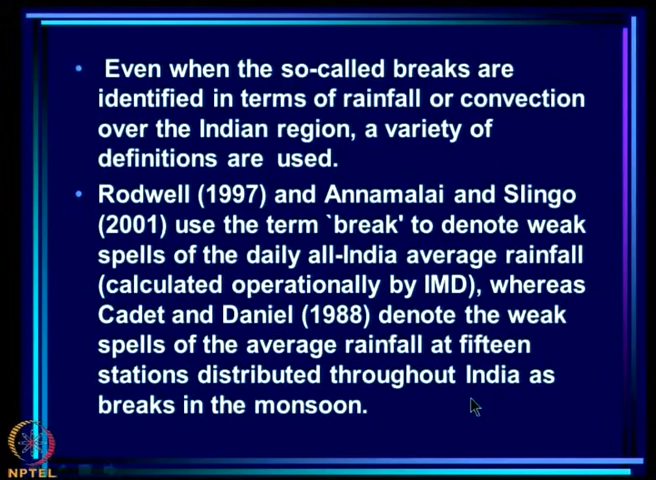 • Even when the so-called breaks are
identified in terms of rainfall or convection
over the Indian region, a variety of
definitions are used.
• Rodwell (1997) and Annamalai and Slingo
(2001) use the term `break' to denote weak
spells of the daily all-India average rainfall
(calculated operationally by IMD), whereas
Cadet and Daniel (1988) denote the weak
spells of the average rainfall at fifteen
stations distributed throughout India as
breaks in the monsoon.
NPTEL